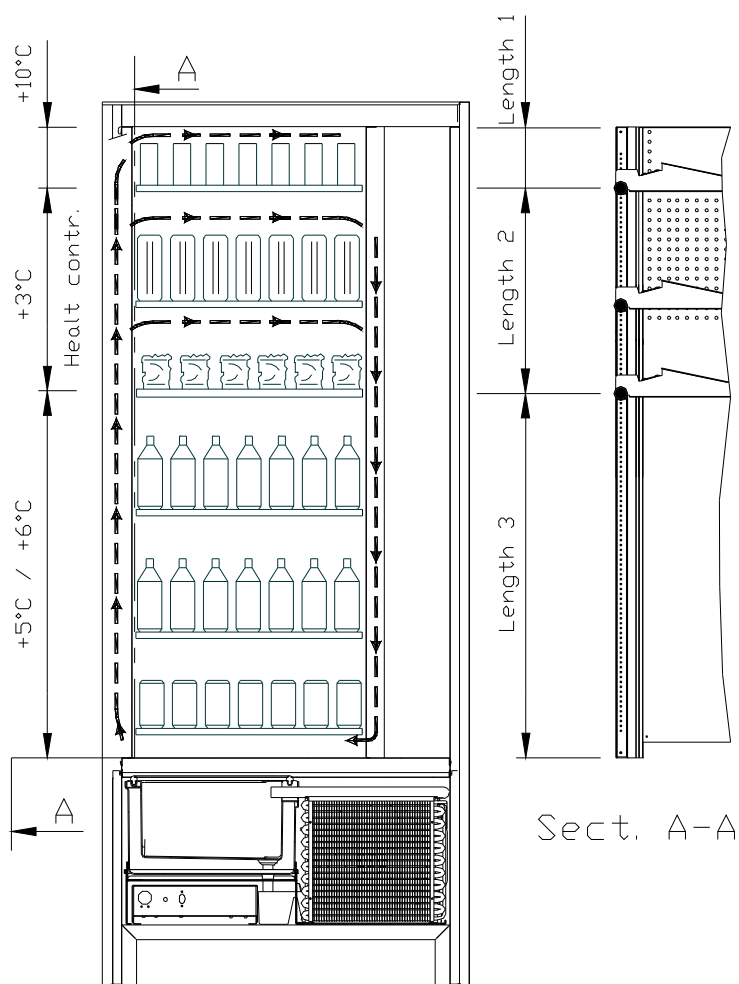 +10°C
A
Length 1
+3°C
Healt contr.
Length 2
+5°C / +6°C
Length 3
A
Sect. A-A